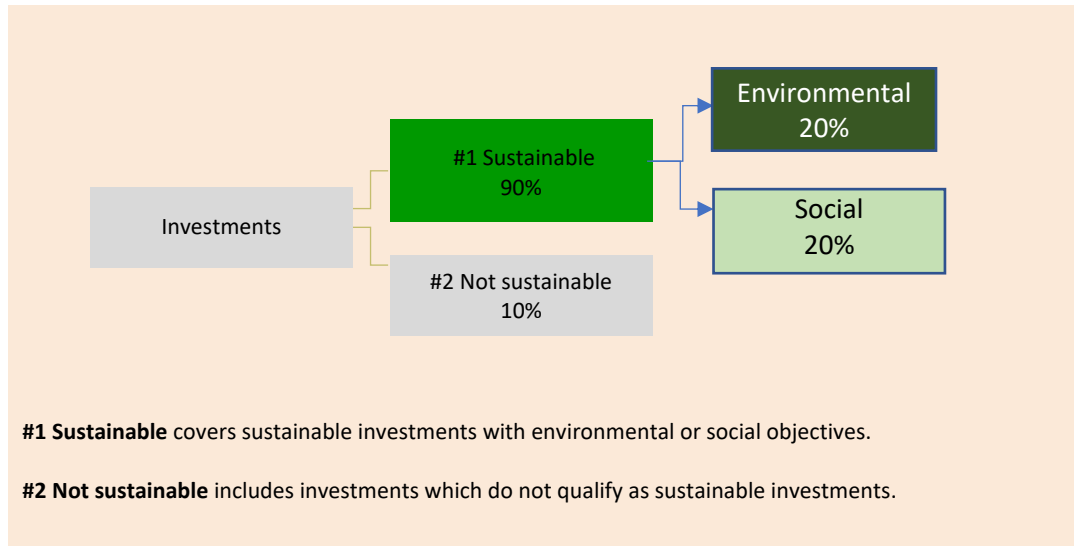 Environmental
20%
#1 Sustainable
90%
Investments
Social
20%
#2 Not sustainable
10%
#1 Sustainable covers sustainable investments with environmental or social objectives.
#2 Not sustainable includes investments which do not qualify as sustainable investments.